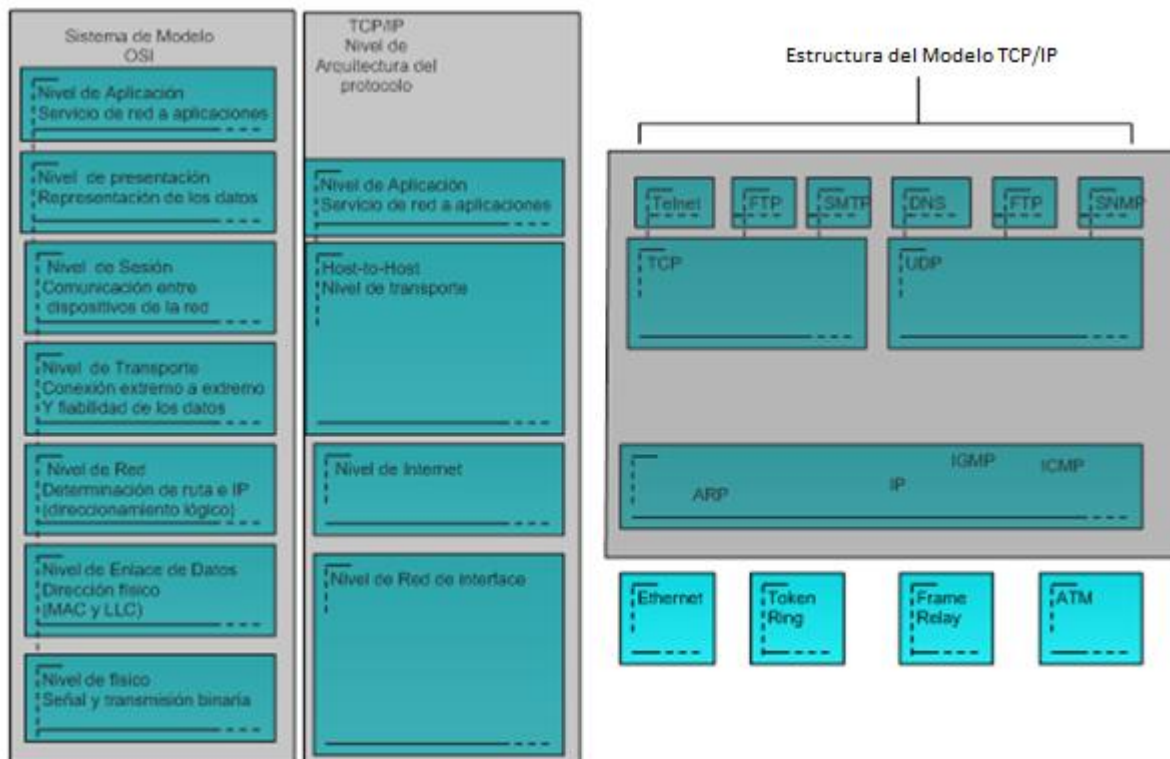 Sistema de Modelo
OSI
Nivel de Aplicación
Servicio de red a aplicaciones
Nivel de presentación
Representación de los datos
Nivel de Sesión
Comunicación entre
dispositivos de la red
Nivel de Transporte
Conexión extremo a extremo
Y fiabilidad de los datos
Nivel de Red
Determinación de ruta e IP
(direccionamiento lógico)
Nivel de Enlace de Datos
Dirección físico
(MAC y LLC)
Nivel de físico
Señal y transmisión binaria
TCP/IP
Nivel de
Arquitectura del
protocolo
Nivel de Aplicación
Servicio de red a aplicaciones
Host-to-Host
Nivel de transporte
Nivel de Internet
Nivel de Red de interface
Estructura del Modelo TCP/IP
Telnet
FTP
SMTP
DNS
FTP
SNMP
TCP
UDP
IGMP
ICMP
IP
ARP
Ethernet
Token
Ring
Frame
Relay
ATM